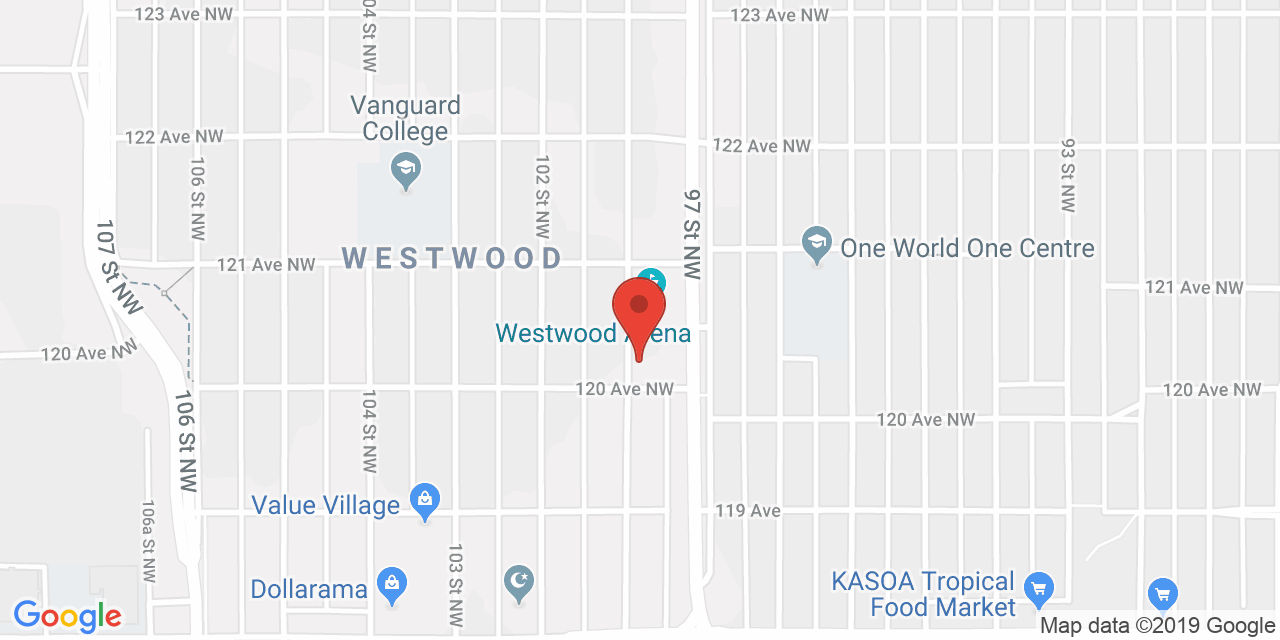 123 Ave NW
123 Ave NW
04 St NW
Vanguard
College
122 Ave NW
122 Ave NW
106 St NW
102 St NW
93 St NW
97 St NW
107 St NW
WESTWOOD
One World One Centre
121 Ave NW
121 Ave NW
Westwood Arena
120 Ave NW
120 Ave NW
120 Ave NW
120 Ave NW
106 St NW
104 St NW
Value Village
119 Ave
106a St NW
103 St NW
Dollarama
KASOA Tropical
Food Market
Google
Map data ©2019 Google